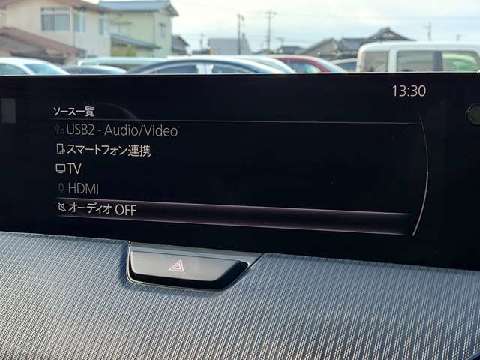 13:30
ソース一覧
USB2 - Audio/Video
スマートフォン連携
TV
HDMI
オーディオ OFF